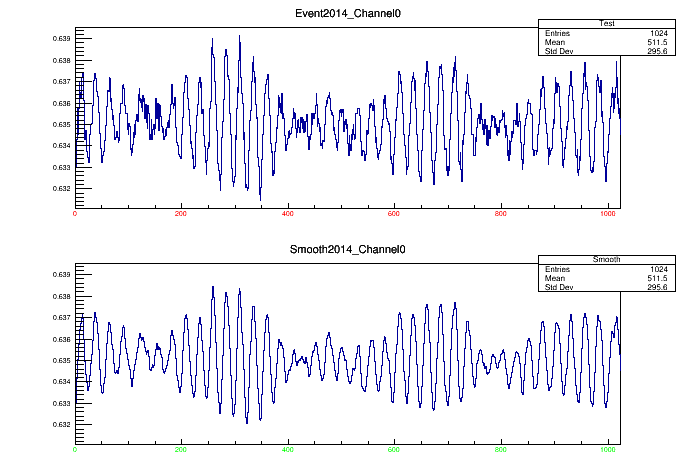 Event2014_Channel0
Test
Entries 1024
Mean 511.5
Std Dev 295.6
0.639
0.638
0.637
0.636
0.635
0.634
0.633
0.632
0 200 400 600 800 1000
Smooth2014_Channel0
Smooth
Entries 1024
Mean 511.5
Std Dev 295.6
0.639
0.638
0.637
0.636
0.635
0.634
0.633
0.632
0 200 400 600 800 1000